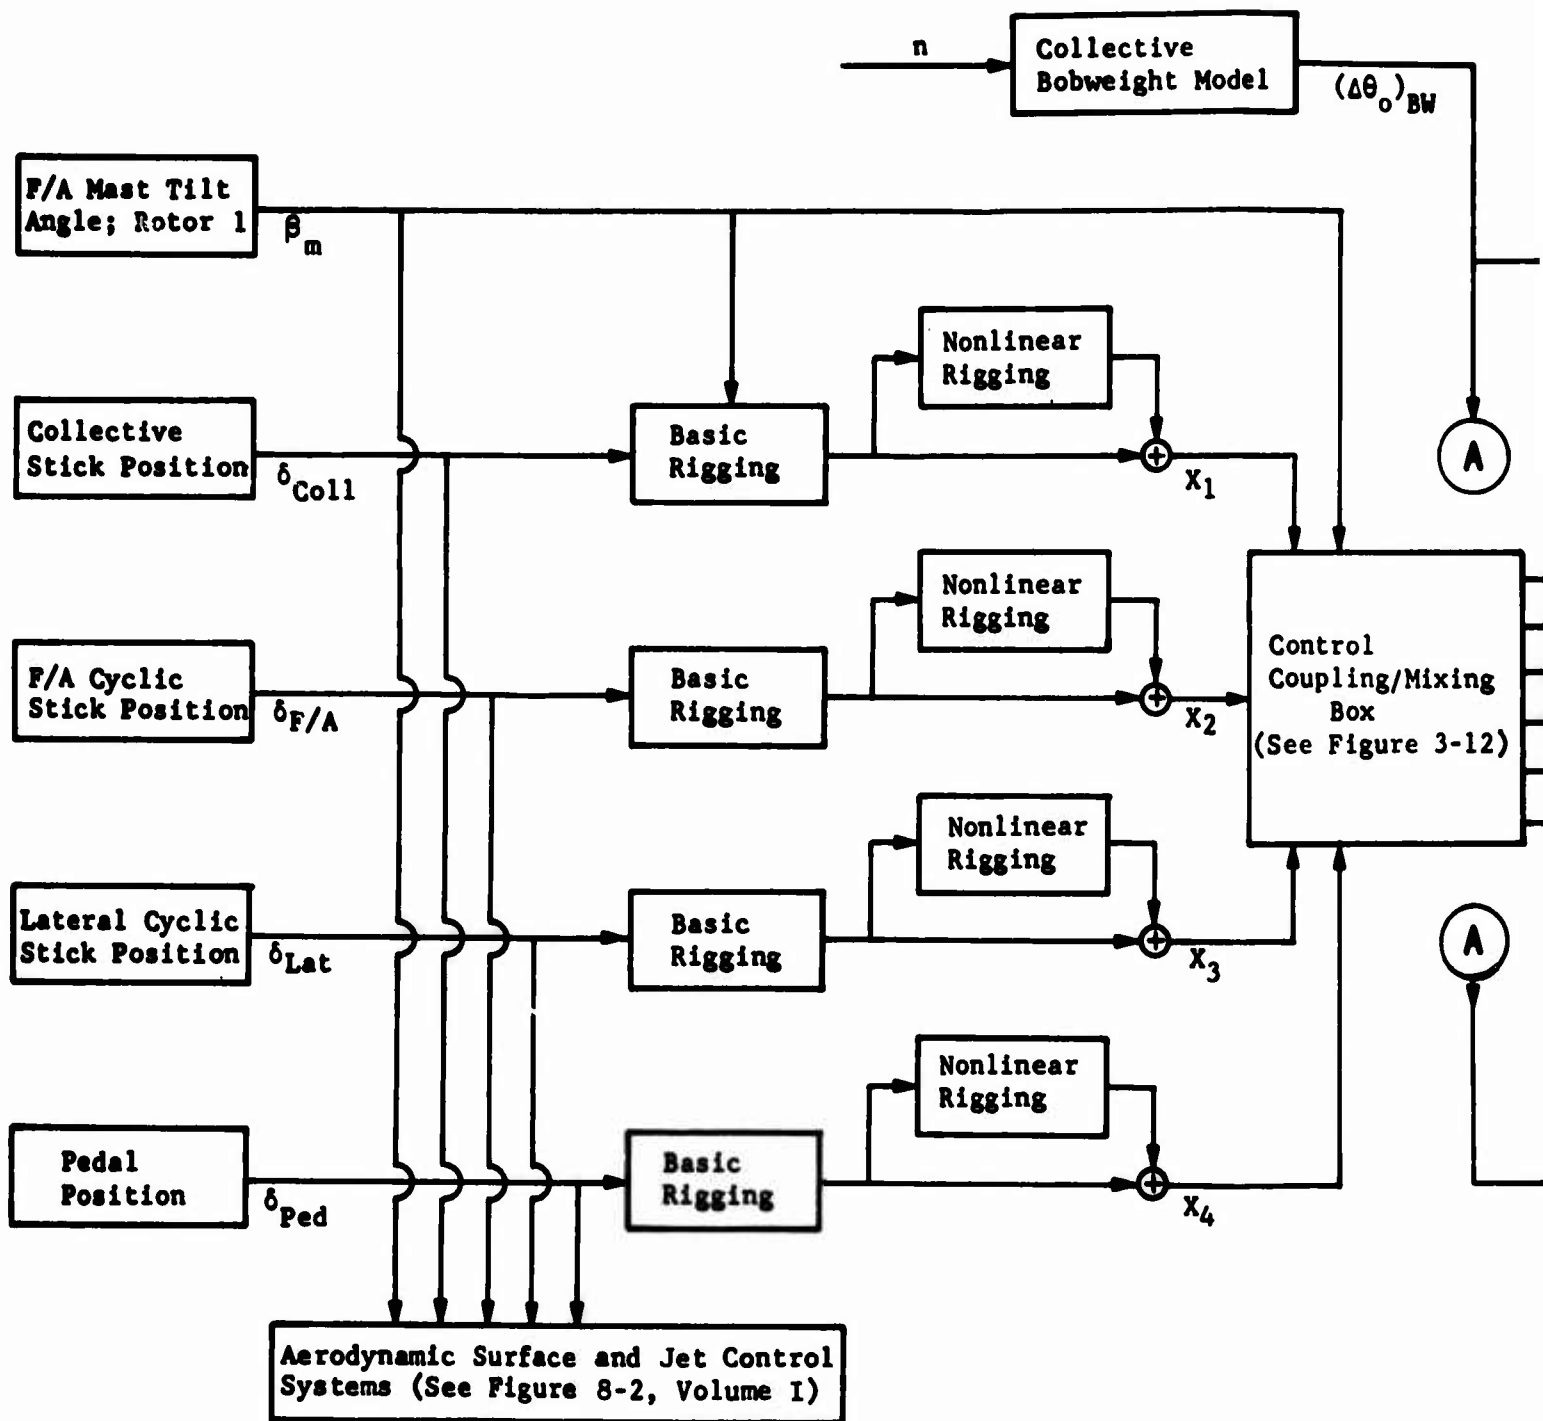 n
Collective
Bobweight Model
(Δθ₀)BW
F/A Mast Tilt
Angle; Rotor 1
βm
Nonlinear
Rigging
Collective
Stick Position
δColl
Basic
Rigging
+
X₁
A
Nonlinear
Rigging
F/A Cyclic
Stick Position
δF/A
Basic
Rigging
+
X₂
Control
Coupling/Mixing
Box
(See Figure 3-12)
Nonlinear
Rigging
Lateral Cyclic
Stick Position
δLat
Basic
Rigging
+
X₃
A
Nonlinear
Rigging
Pedal
Position
δPed
Basic
Rigging
+
X₄
Aerodynamic Surface and Jet Control
Systems (See Figure 8-2, Volume I)